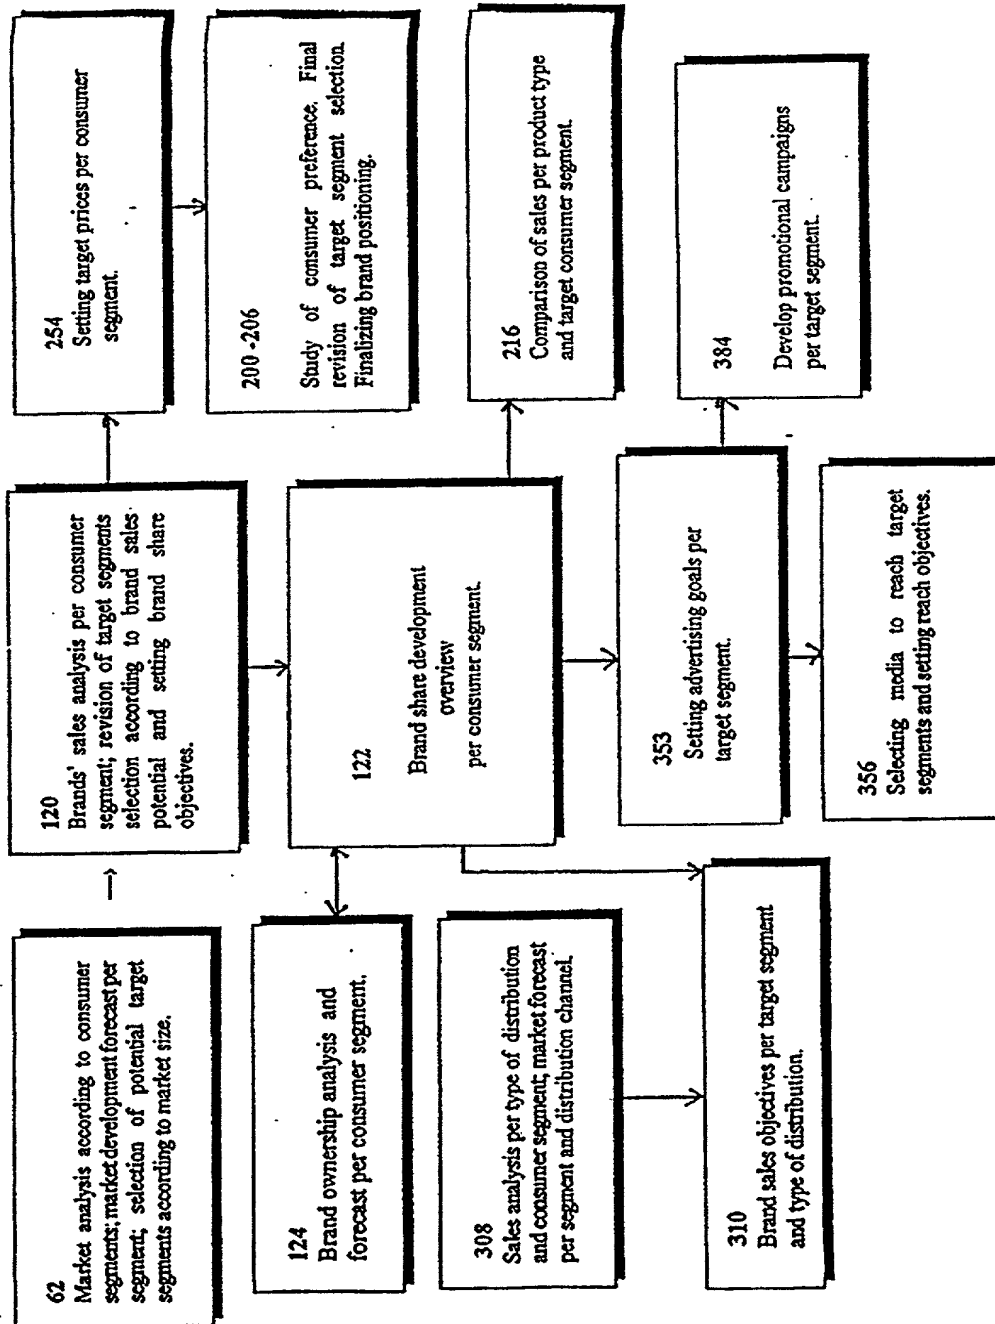 62
Market analysis according to consumer
segments; market development forecast per
segment; selection of potential target
segments according to market size.
120
Brands' sales analysis per consumer
segment; revision of target segments
selection according to brand sales
potential and setting brand share
objectives.
254
Setting target prices per consumer
segment.
200 -206
Study of consumer preference. Final
revision of target segment selection.
Finalizing brand positioning.
124
Brand ownership analysis and
forecast per consumer segment.
122
Brand share development
overview
per consumer segment.
216
Comparison of sales per product type
and target consumer segment.
308
Sales analysis per type of distribution
and consumer segment; market forecast
per segment and distribution channel.
353
Setting advertising goals per
target segment.
384
Develop promotional campaigns
per target segment.
310
Brand sales objectives per target segment
and type of distribution.
356
Selecting media to reach target
segments and setting reach objectives.